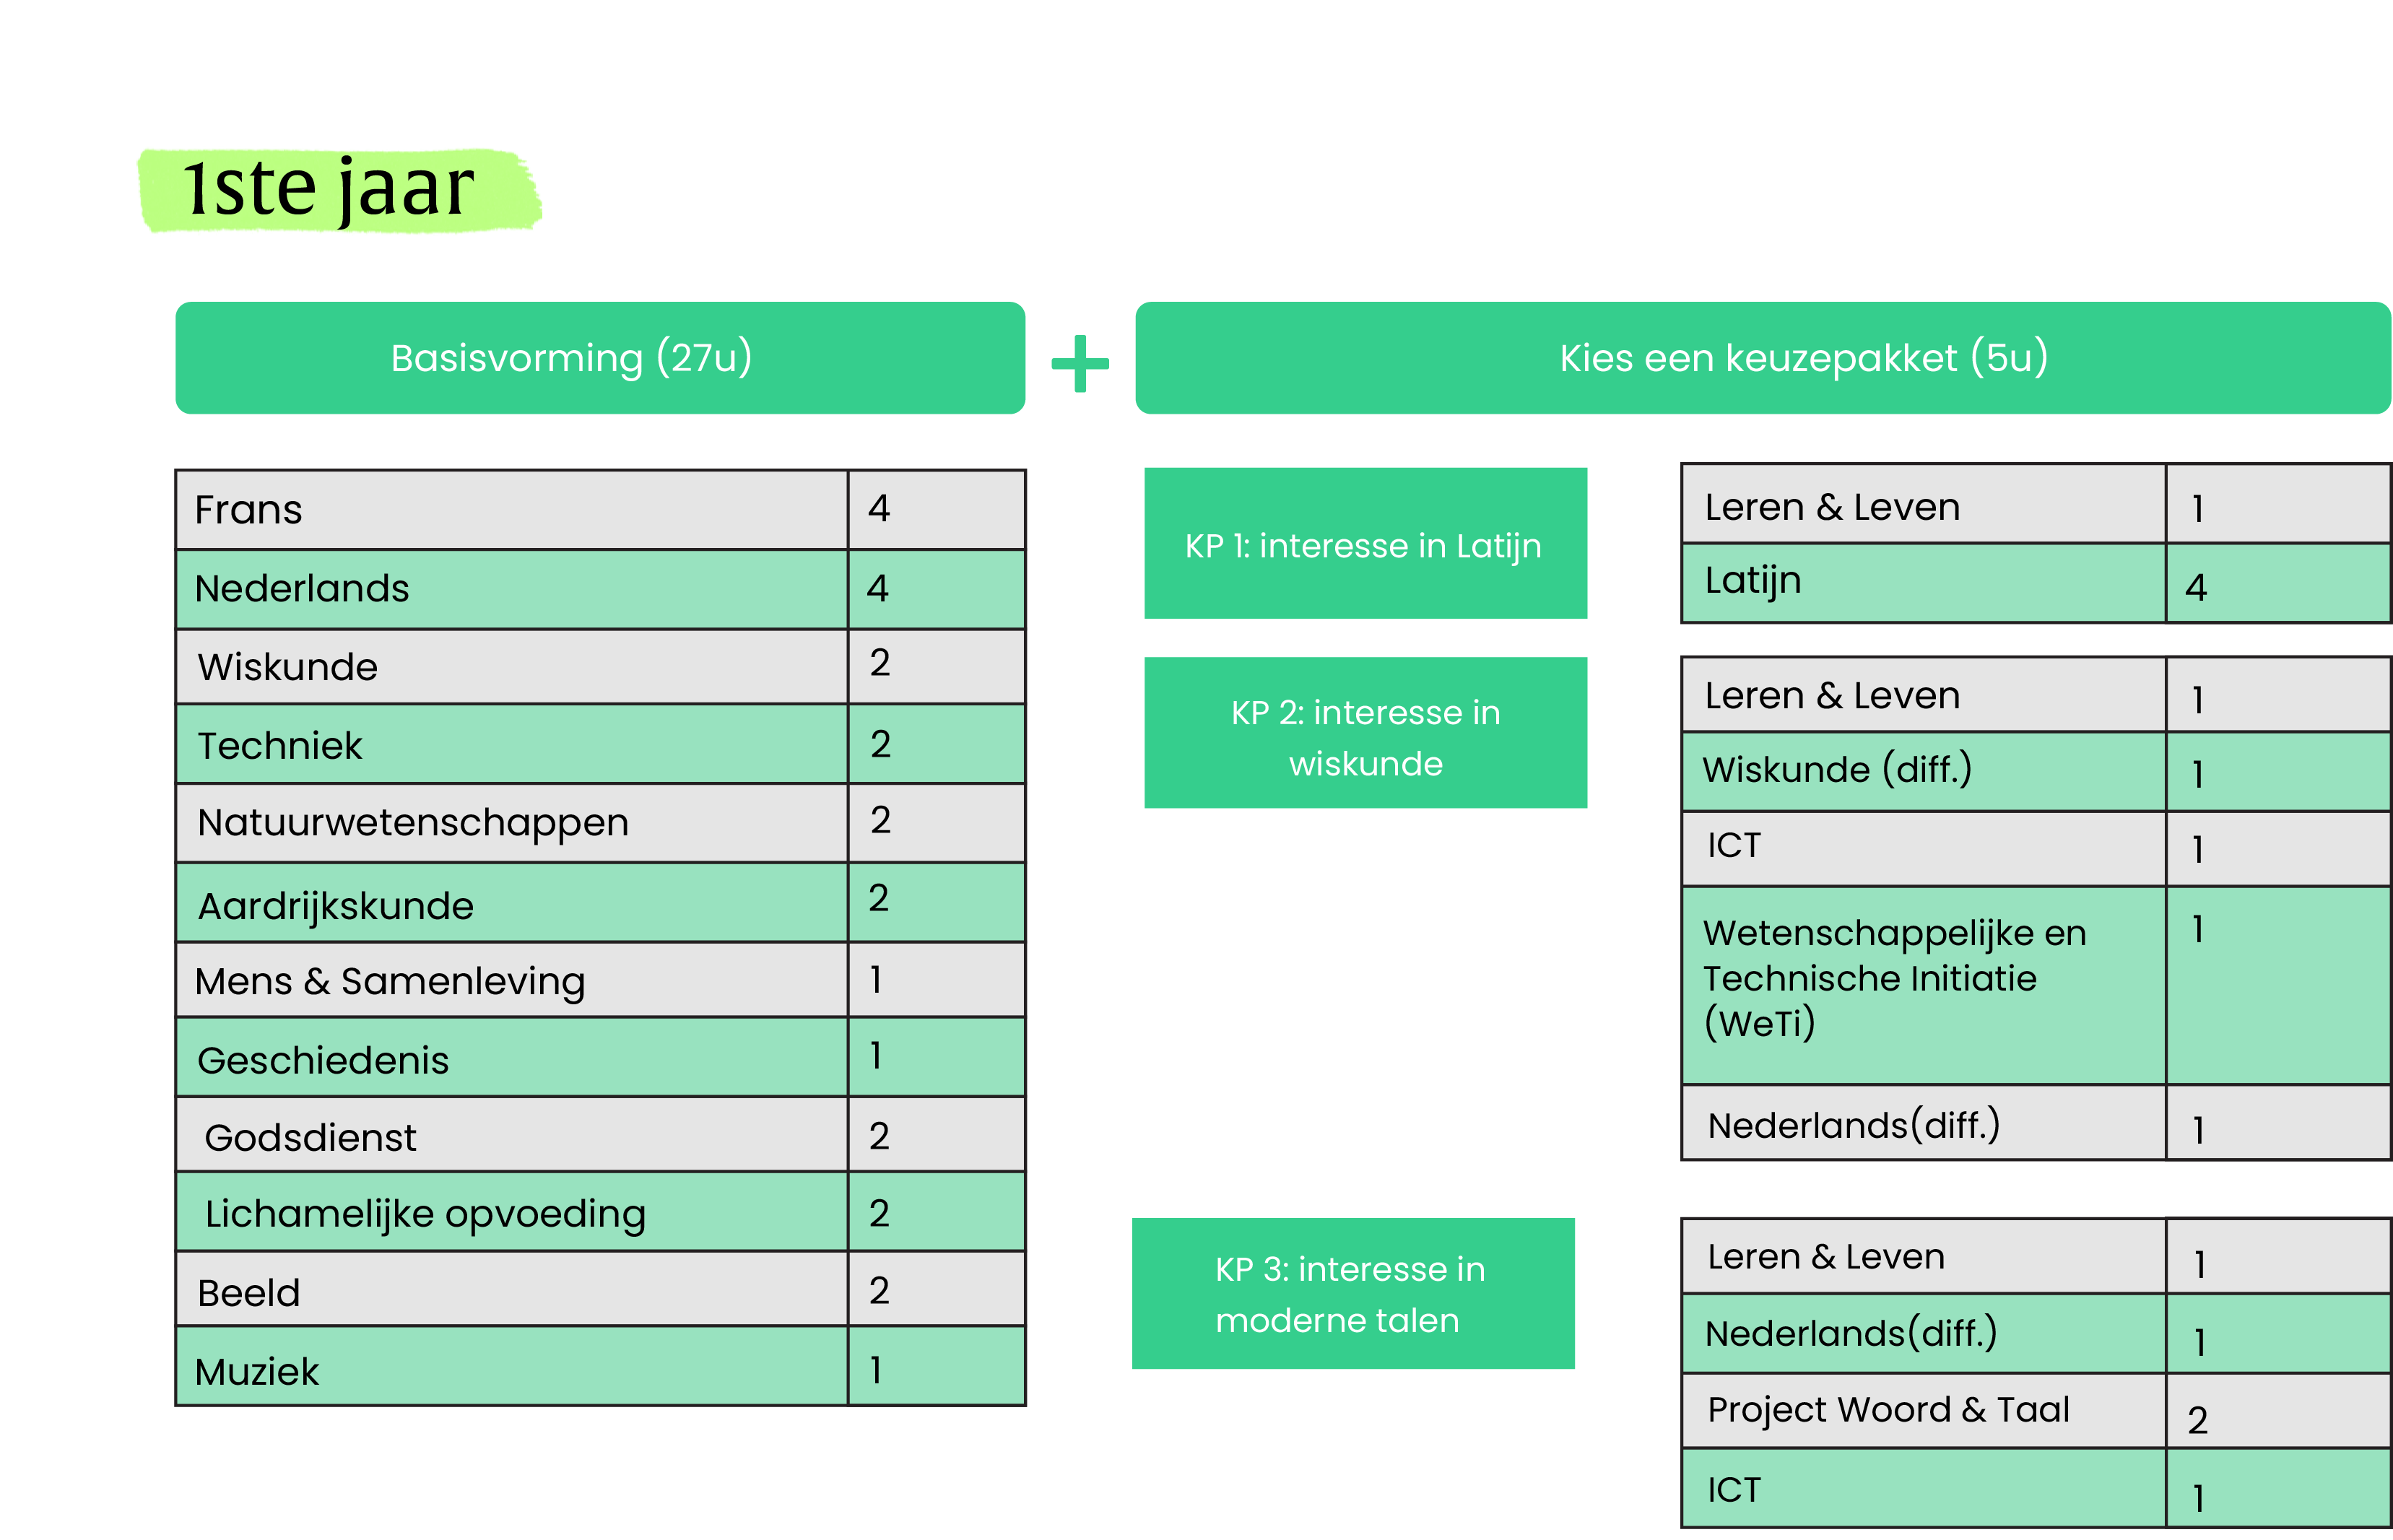 1ste jaar
Basisvorming (27u)
+
Kies een keuzepakket (5u)
Frans 4
Nederlands 4
Wiskunde 2
Techniek 2
Natuurwetenschappen 2
Aardrijkskunde 2
Mens & Samenleving 1
Geschiedenis 1
Godsdienst 2
Lichamelijke opvoeding 2
Beeld 2
Muziek 1
KP 1: interesse in Latijn
Leren & Leven 1
Latijn 4
KP 2: interesse in
wiskunde
Leren & Leven 1
Wiskunde (diff.) 1
ICT 1
Wetenschappelijke en 1
Technische Initiatie
(WeTi)
Nederlands(diff.) 1
KP 3: interesse in
moderne talen
Leren & Leven 1
Nederlands(diff.) 1
Project Woord & Taal 2
ICT 1